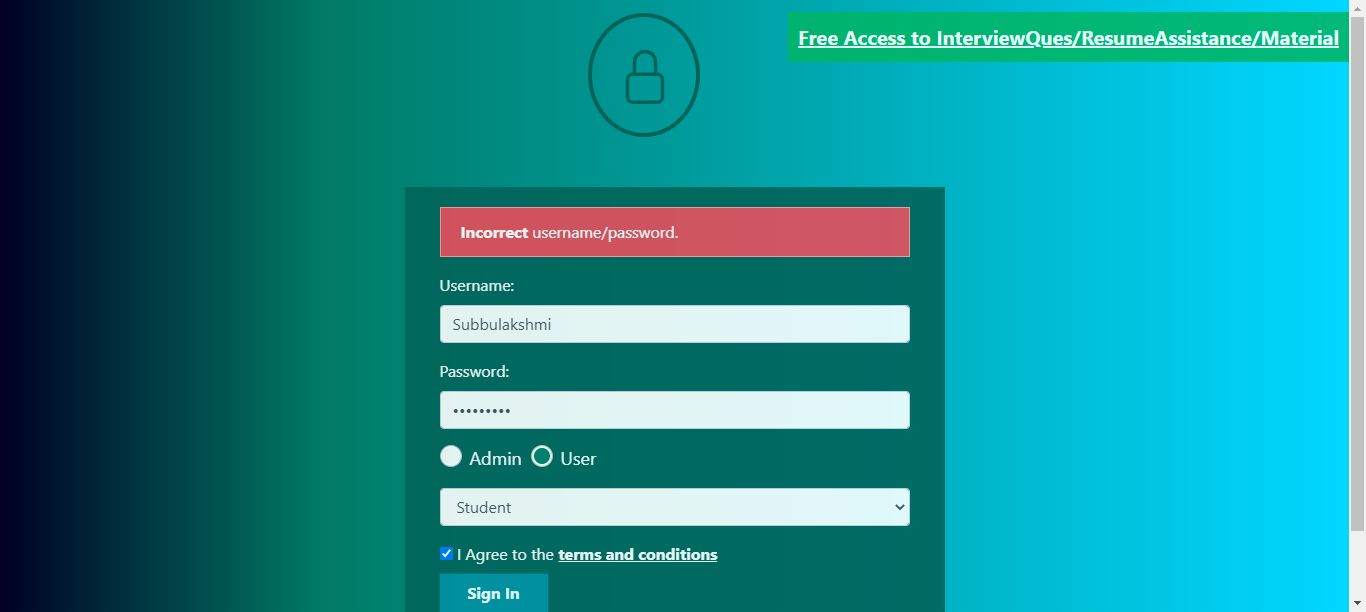 Free Access to InterviewQues/ResumeAssistance/Material
Incorrect username/password.
Username:
Subbulakshmi
Password:
•••••••••
Admin User
Student
I Agree to the terms and conditions
Sign In